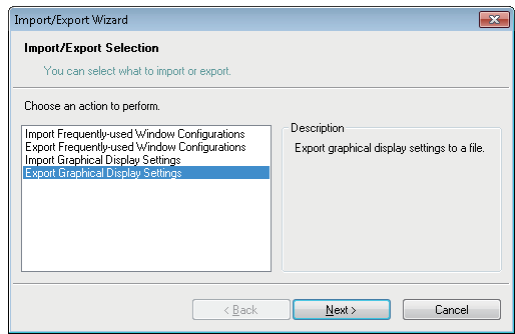 Import/Export Wizard
Import/Export Selection
You can select what to import or export.
Choose an action to perform.
Import Frequently-used Window Configurations
Export Frequently-used Window Configurations
Import Graphical Display Settings
Export Graphical Display Settings
Description
Export graphical display settings to a file.
< Back
Next >
Cancel